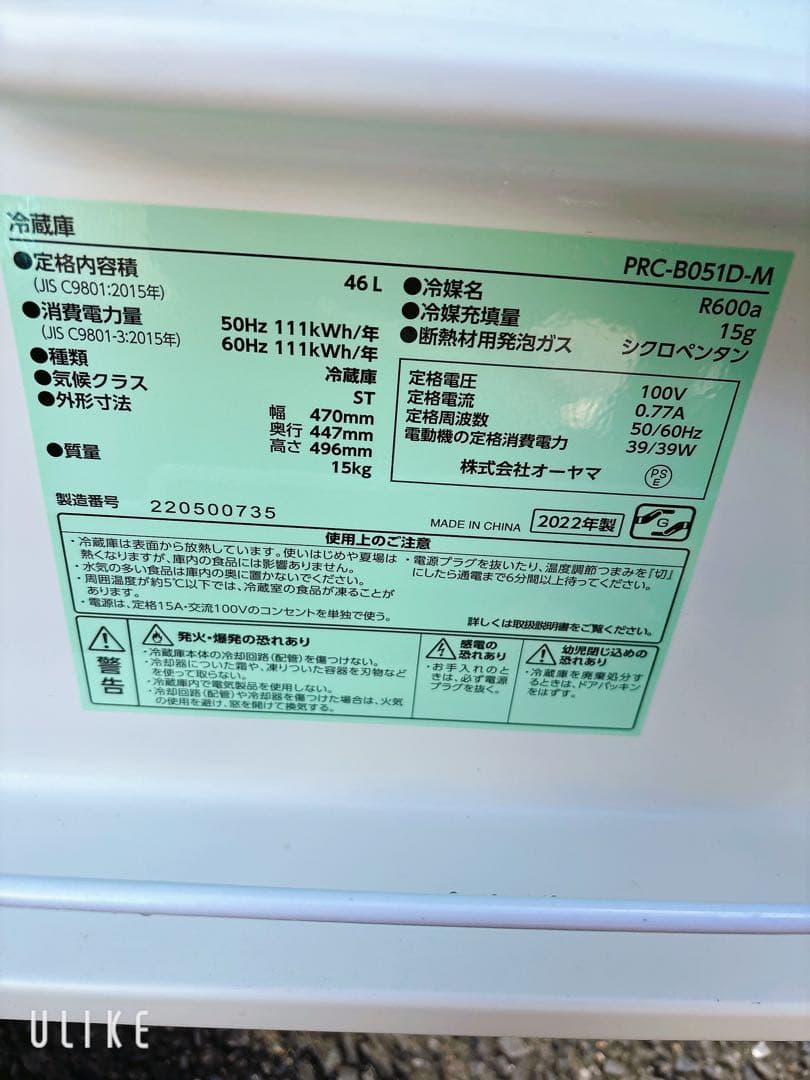 冷蔵庫
PRC-B051D-M
●定格内容積 46L
(JIS C9801:2015年)
●消費電力量 50Hz 111kWh/年
(JIS C9801-3:2015年) 60Hz 111kWh/年
●種類 冷蔵庫
●気候クラス ST
●外形寸法 幅 470mm
奥行 447mm
高さ 496mm
●質量 15kg
●冷媒名 R600a
●冷媒充填量 15g
●断熱材用発泡ガス シクロペンタン
定格電圧 100V
定格電流 0.77A
定格周波数 50/60Hz
電動機の定格消費電力 39/39W
株式会社オーヤマ PSE
製造番号 220500735
MADE IN CHINA 2022年製 G
使用上のご注意
・冷蔵庫は表面から放熱しています。使いはじめや夏場は
熱くなりますが、庫内の食品には影響ありません。
・水気の多い食品は庫内の奥に置かないでください。
・周囲温度が約5℃以下では、冷蔵室の食品が凍ることが
あります。
・電源は、定格15A・交流100Vのコンセントを単独で使う。
・電源プラグを抜いたり、温度調節つまみを「切」
にしたら通電まで6分間以上待ってください。
詳しくは取扱説明書をご覧ください。
警告
発火・爆発の恐れあり
・冷蔵庫本体の冷却回路(配管)を傷つけない。
・冷却器についた霜や、凍りついた容器を刃物など
を使って取らない。
・冷蔵庫内で電気製品を使用しない。
・冷却回路(配管)や冷却器を傷つけた場合は、火気
の使用を避け、窓を開けて換気する。
感電の
恐れあり
・お手入れのと
きは、必ず電源
プラグを抜く。
幼児閉じ込めの
恐れあり
・冷蔵庫を廃棄処分す
るときは、ドアパッキン
をはずす。
ULIKE